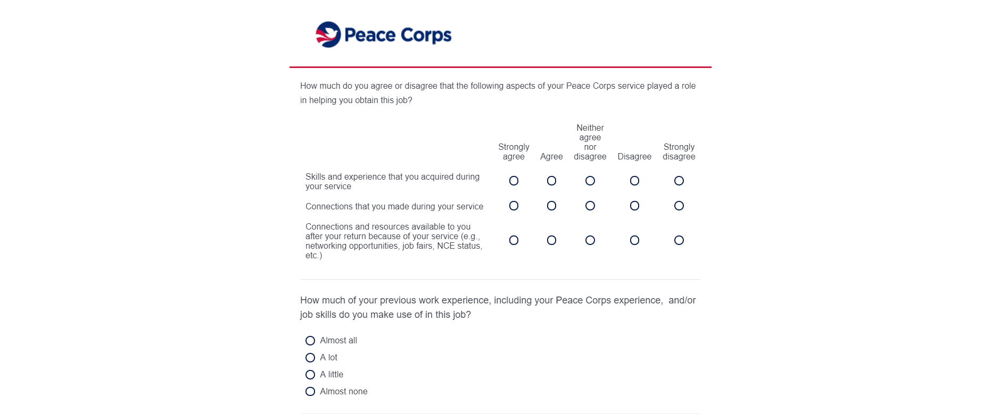 Peace Corps
How much do you agree or disagree that the following aspects of your Peace Corps service played a role
in helping you obtain this job?
Neither
agree
Strongly nor Strongly
agree Agree disagree Disagree disagree
Skills and experience that you acquired during
your service
Connections that you made during your service
Connections and resources available to you
after your return because of your service (e.g.,
networking opportunities, job fairs, NCE status,
etc.)
How much of your previous work experience, including your Peace Corps experience,  and/or
job skills do you make use of in this job?
Almost all
A lot
A little
Almost none